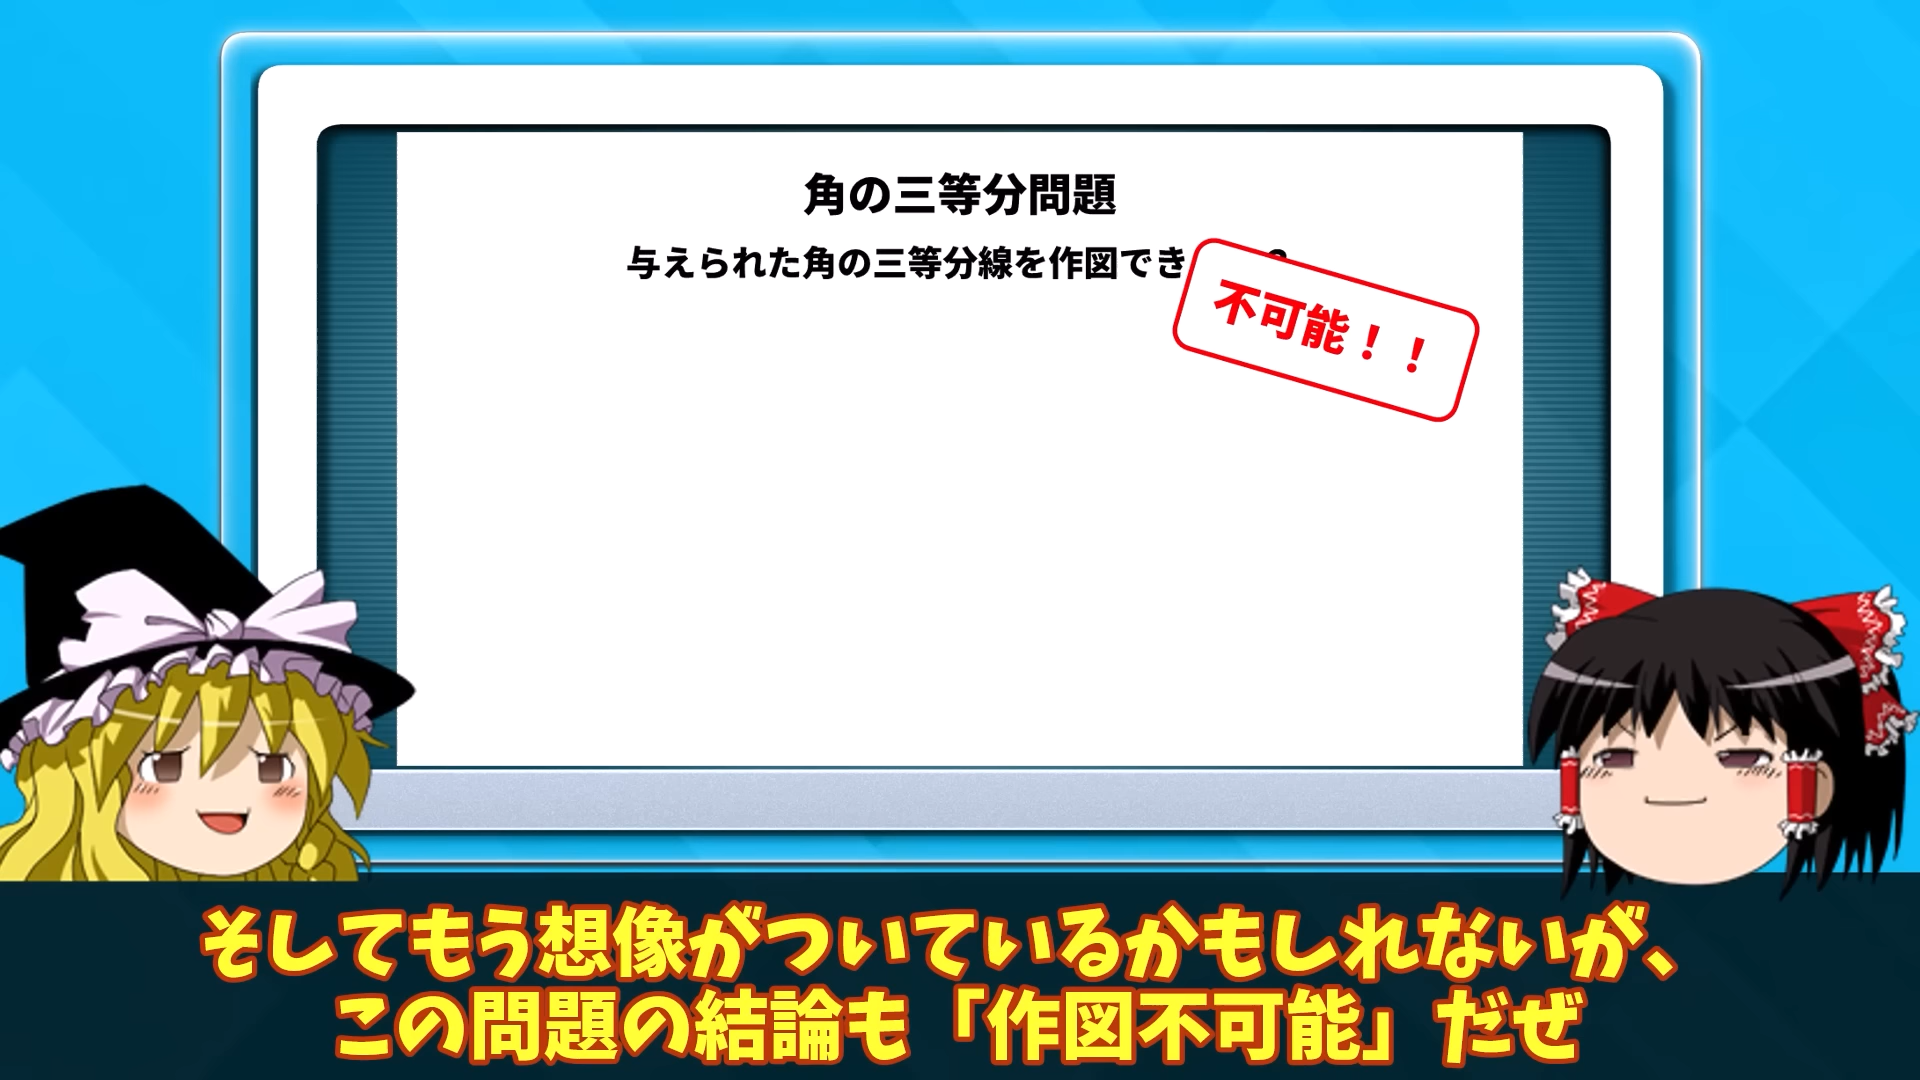 角の三等分問題
与えられた角の三等分線を作図でき
不可能！！
そしてもう想像がついているかもしれないが、
この問題の結論も「作図不可能」だぜ